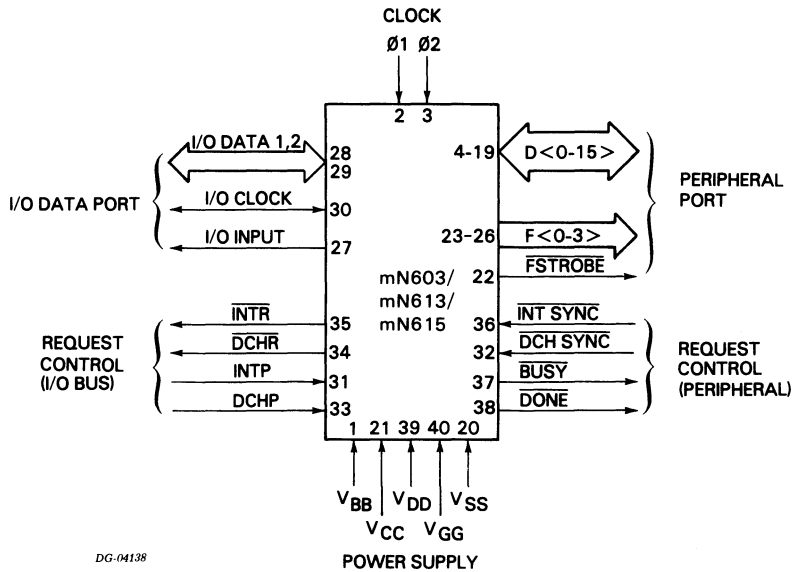 CLOCK
Ø1 Ø2
2 3
I/O DATA 1,2
28
29
4-19
D<0-15>
I/O DATA PORT
I/O CLOCK
30
I/O INPUT
27
PERIPHERAL
PORT
23-26
F<0-3>
22
FSTROBE
mN603/
mN613/
mN615
REQUEST
CONTROL
(I/O BUS)
INTR
35
DCHR
34
INTP
31
DCHP
33
36
INT SYNC
32
DCH SYNC
37
BUSY
38
DONE
REQUEST
CONTROL
(PERIPHERAL)
1 21 39 40 20
VBB
VCC
VDD
VGG
VSS
POWER SUPPLY
DG-04138